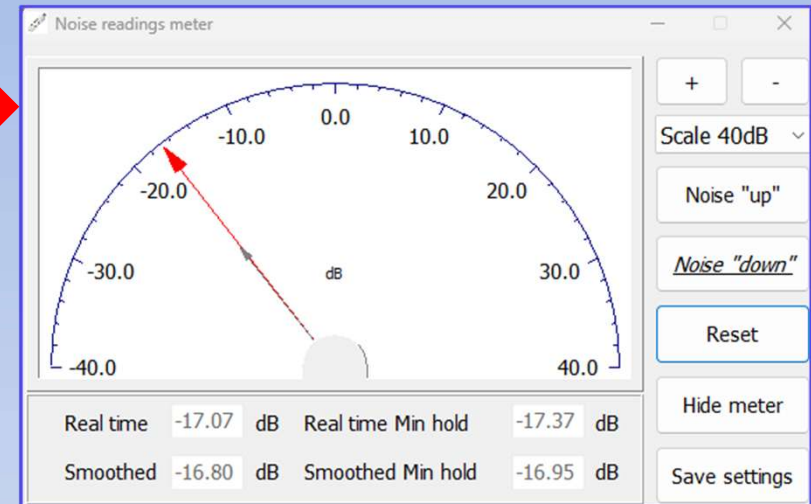 Noise readings meter
+ -
Scale 40dB
Noise "up"
Noise "down"
Reset
Hide meter
Save settings
0.0
-10.0 10.0
-20.0 20.0
-30.0 dB 30.0
-40.0 40.0
Real time -17.07 dB Real time Min hold -17.37 dB
Smoothed -16.80 dB Smoothed Min hold -16.95 dB